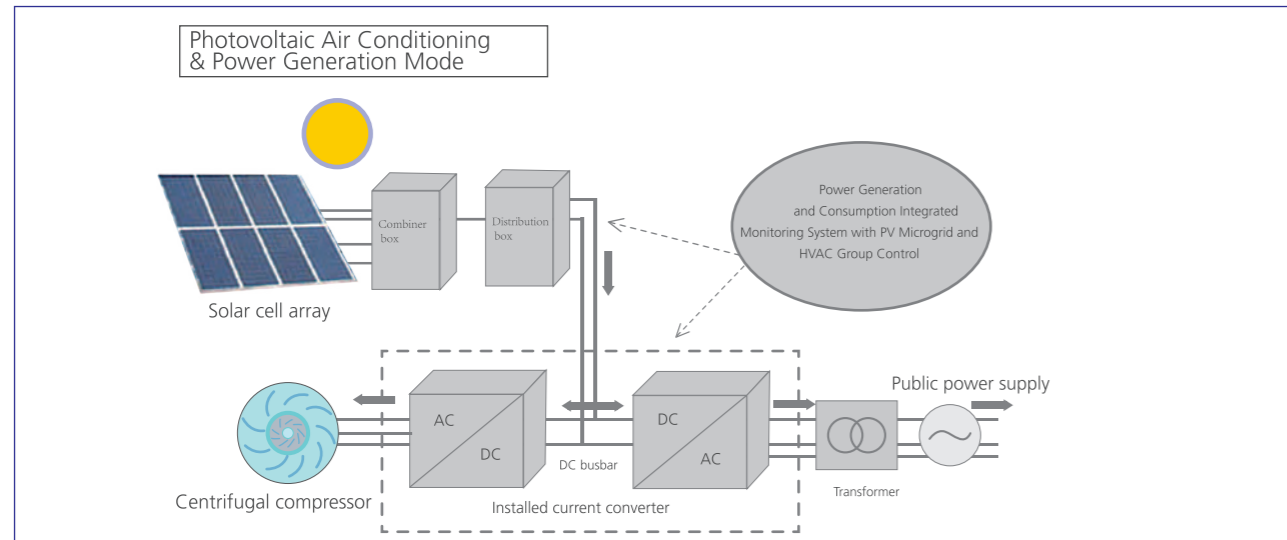 Photovoltaic Air Conditioning
& Power Generation Mode
Combiner
box
Distribution
box
Power Generation
and Consumption Integrated
Monitoring System with PV Microgrid and
HVAC Group Control
Solar cell array
Public power supply
AC
DC
DC
AC
DC busbar
Centrifugal compressor
Installed current converter
Transformer